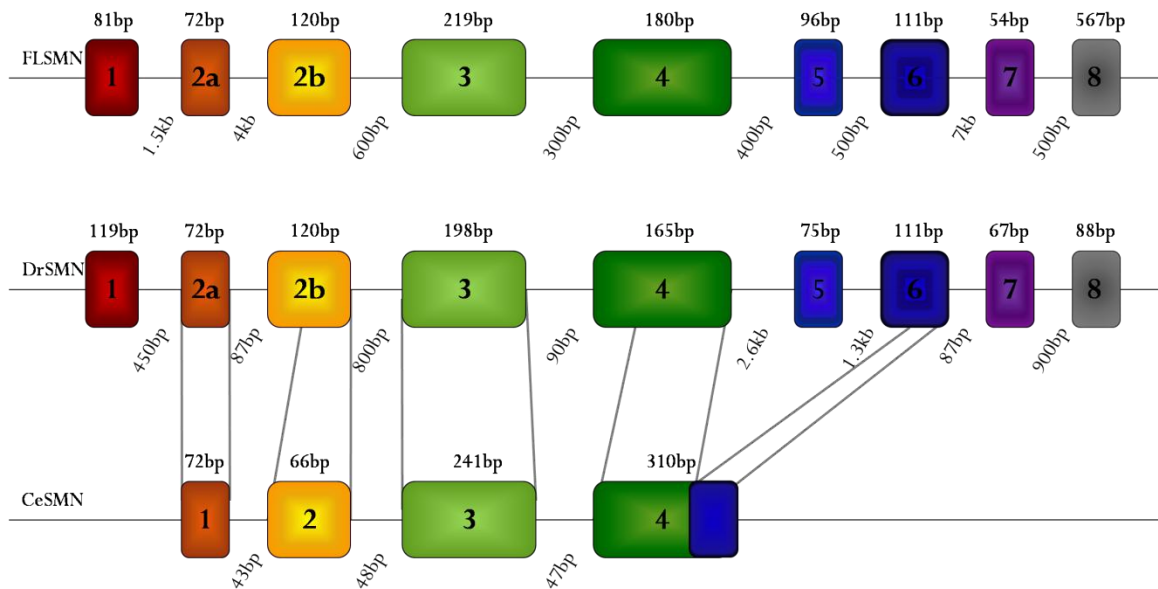 81bp 72bp 120bp 219bp 180bp 96bp 111bp 54bp 567bp
FLSMN 1 2a 2b 3 4 5 6 7 8
1.5kb 4kb 600bp 300bp 400bp 500bp 7kb 500bp
119bp 72bp 120bp 198bp 165bp 75bp 111bp 67bp 88bp
DrSMN 1 2a 2b 3 4 5 6 7 8
450bp 87bp 800bp 90bp 2.6kb 1.3kb 87bp 900bp
72bp 66bp 241bp 310bp
CeSMN 1 2 3 4
43bp 48bp 47bp